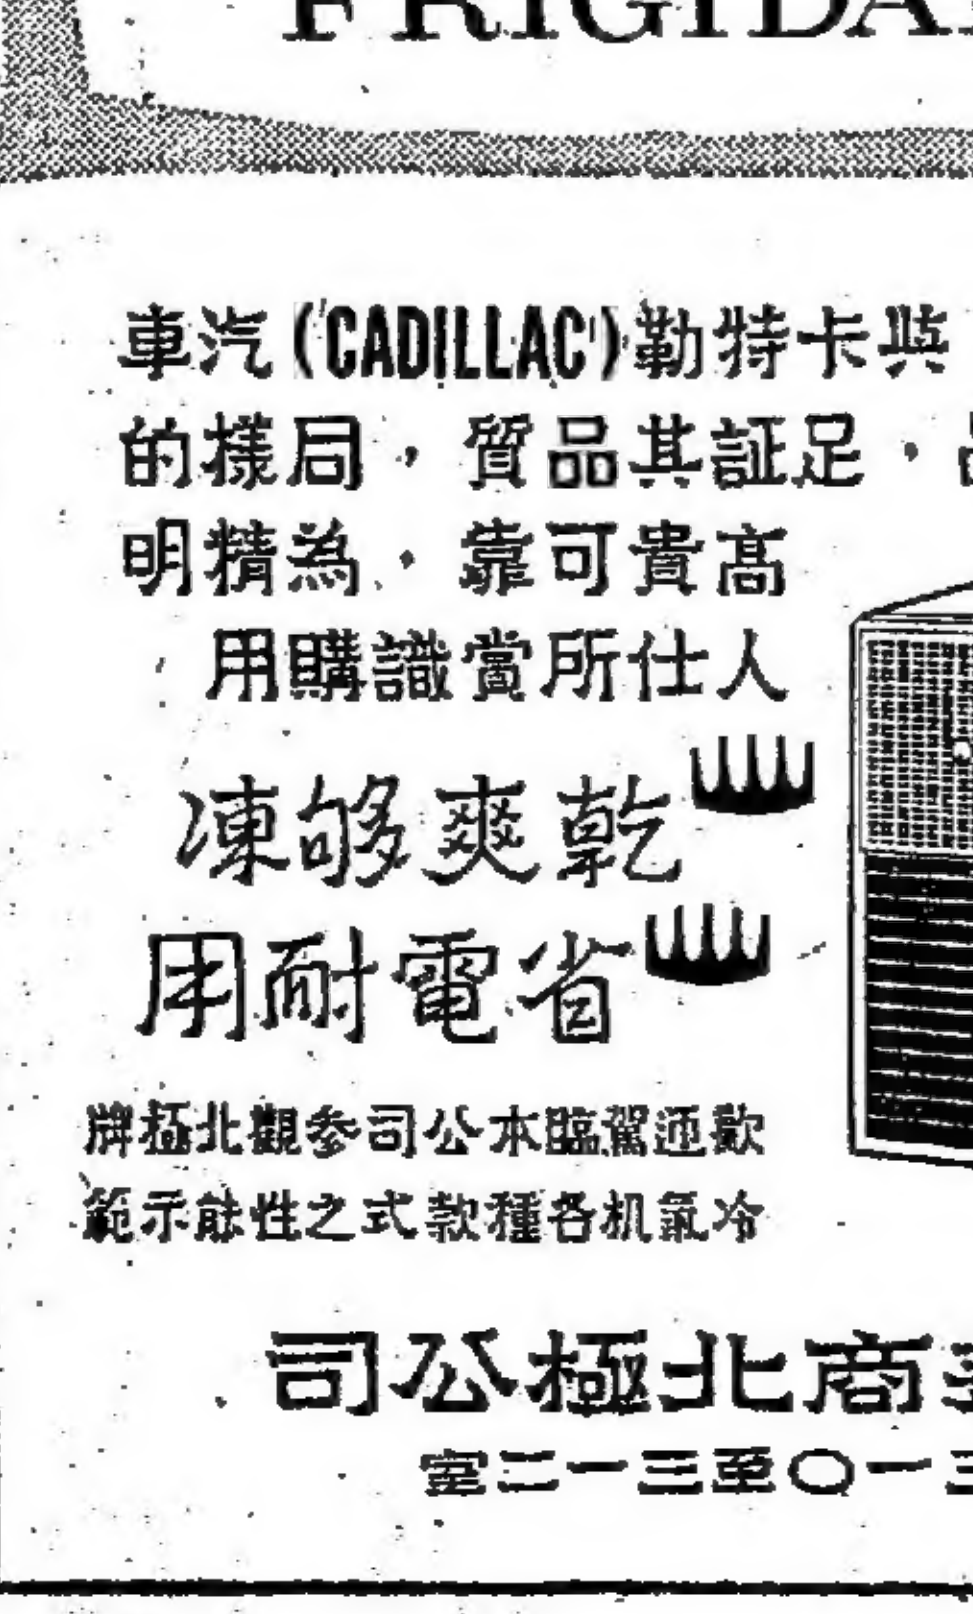 FRIGIDA
與卡特勒(CADILLAC)汽車
，足証其品質，同樣的
高貴可靠，為精明
人仕所賞識購用
乾爽够凍
省電耐用
歡迎駕臨本公司參觀北極牌
冷氣机各種款式之性能示範
商北極公司
三一〇至三一二室